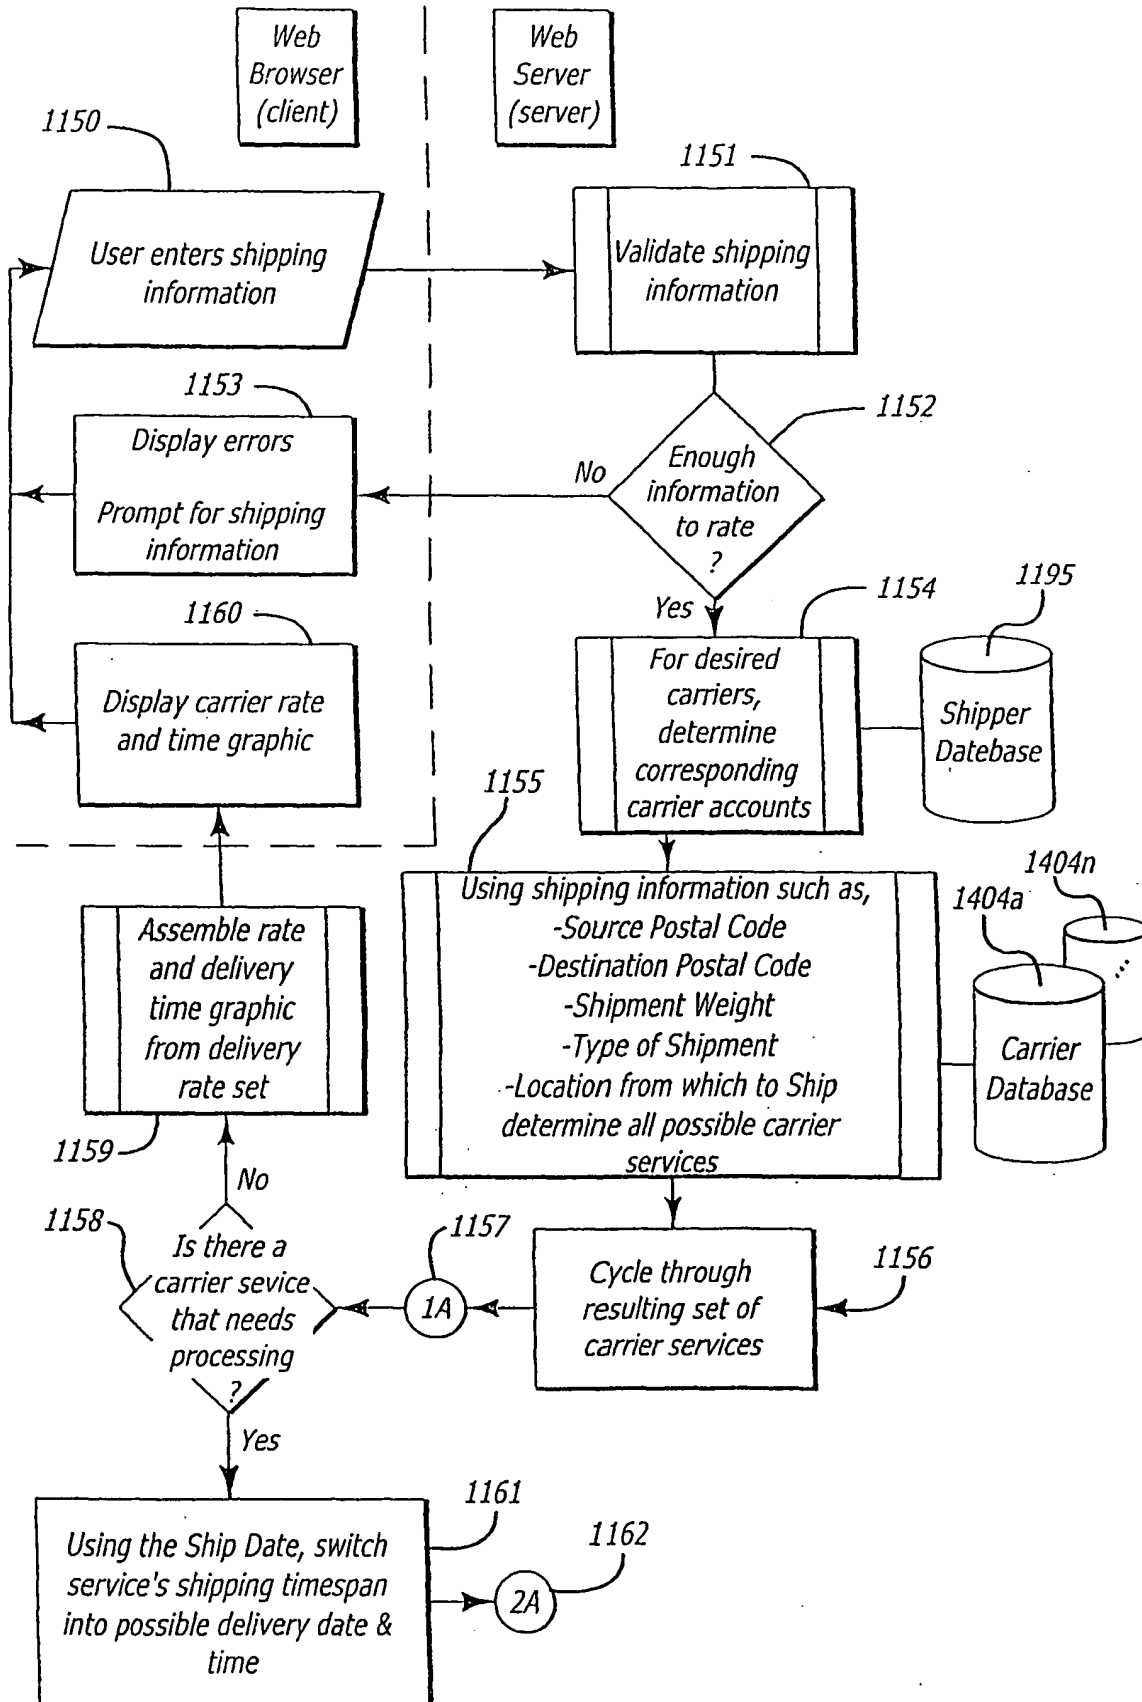 Web
Browser
(client)
Web
Server
(server)
1150
User enters shipping
information
1151
Validate shipping
information
1153
Display errors
Prompt for shipping
information
1152
Enough
information
to rate
?
No
Yes
1160
Display carrier rate
and time graphic
1154
For desired
carriers,
determine
corresponding
carrier accounts
1195
Shipper
Datebase
1155
Using shipping information such as,
-Source Postal Code
-Destination Postal Code
-Shipment Weight
-Type of Shipment
-Location from which to Ship
determine all possible carrier
services
1404n
1404a
Carrier
Database
Assemble rate
and delivery
time graphic
from delivery
rate set
1159
No
1158
Is there a
carrier sevice
that needs
processing
?
1157
1A
Cycle through
resulting set of
carrier services
1156
Yes
1161
Using the Ship Date, switch
service's shipping timespan
into possible delivery date &
time
1162
2A